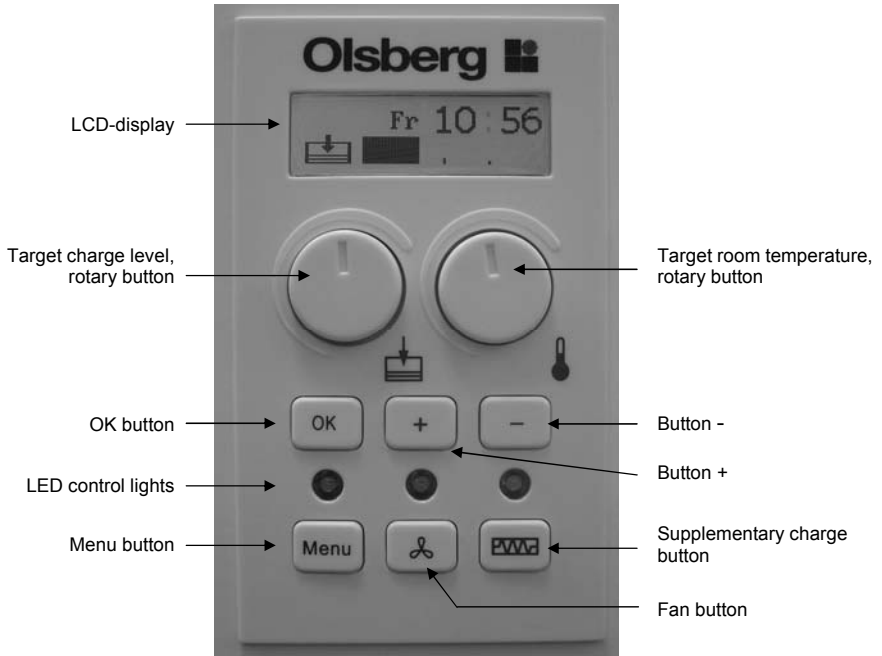 Olsberg
LCD-display
Fr 10:56
Target charge level,
rotary button
Target room temperature,
rotary button
OK button
OK
+
-
Button -
Button +
LED control lights
Menu button
Menu
Supplementary charge
button
Fan button